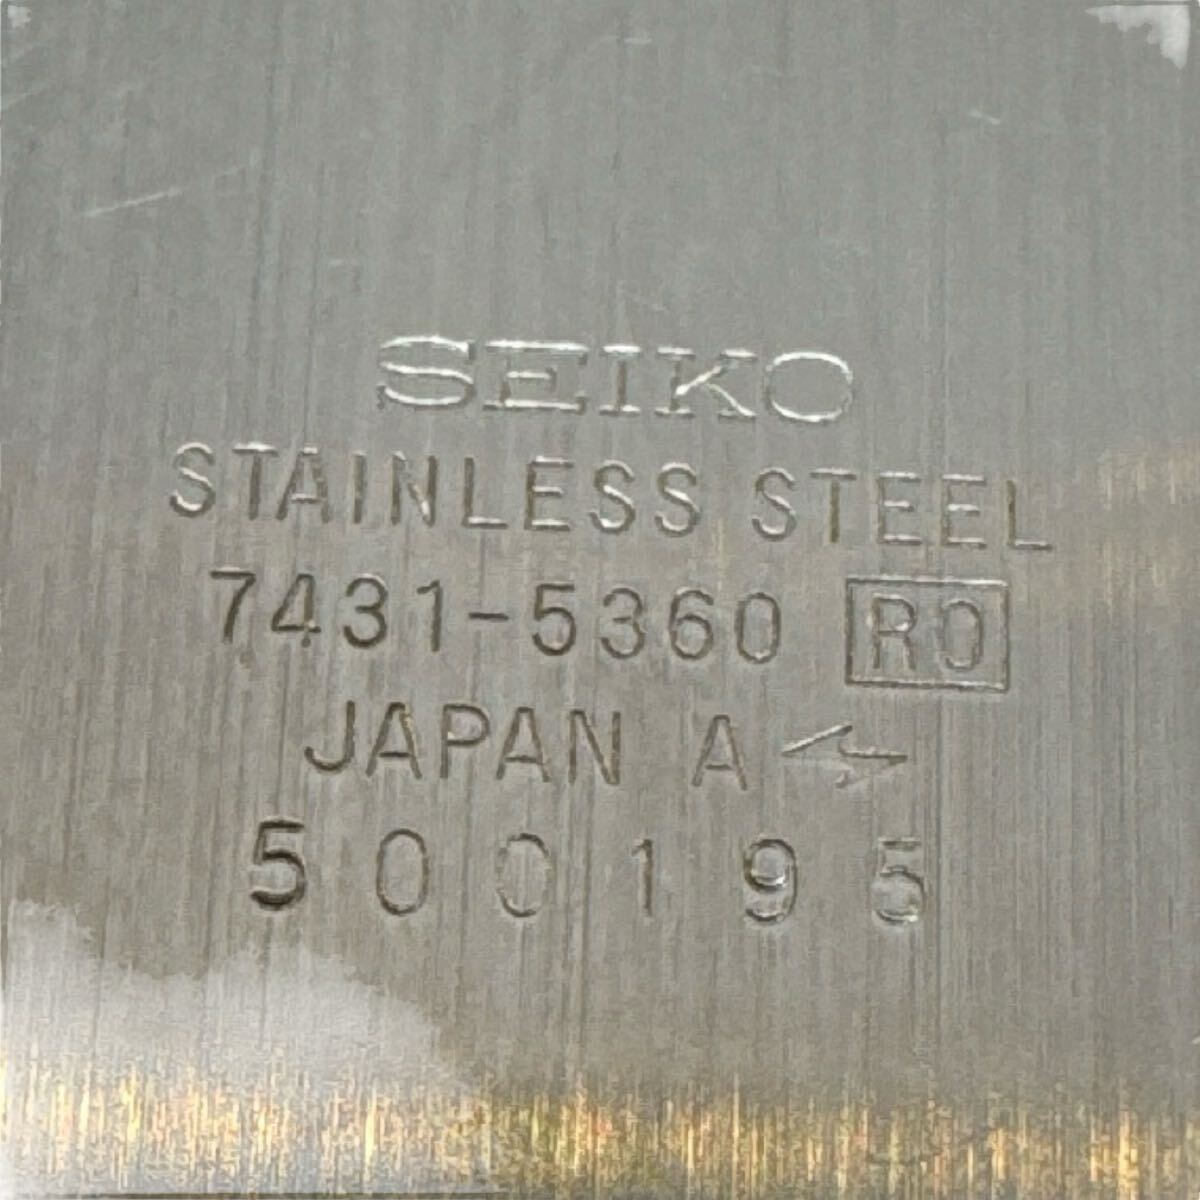 SEIKO
STAINLESS STEEL
7431-5360 R0
JAPAN A
500195